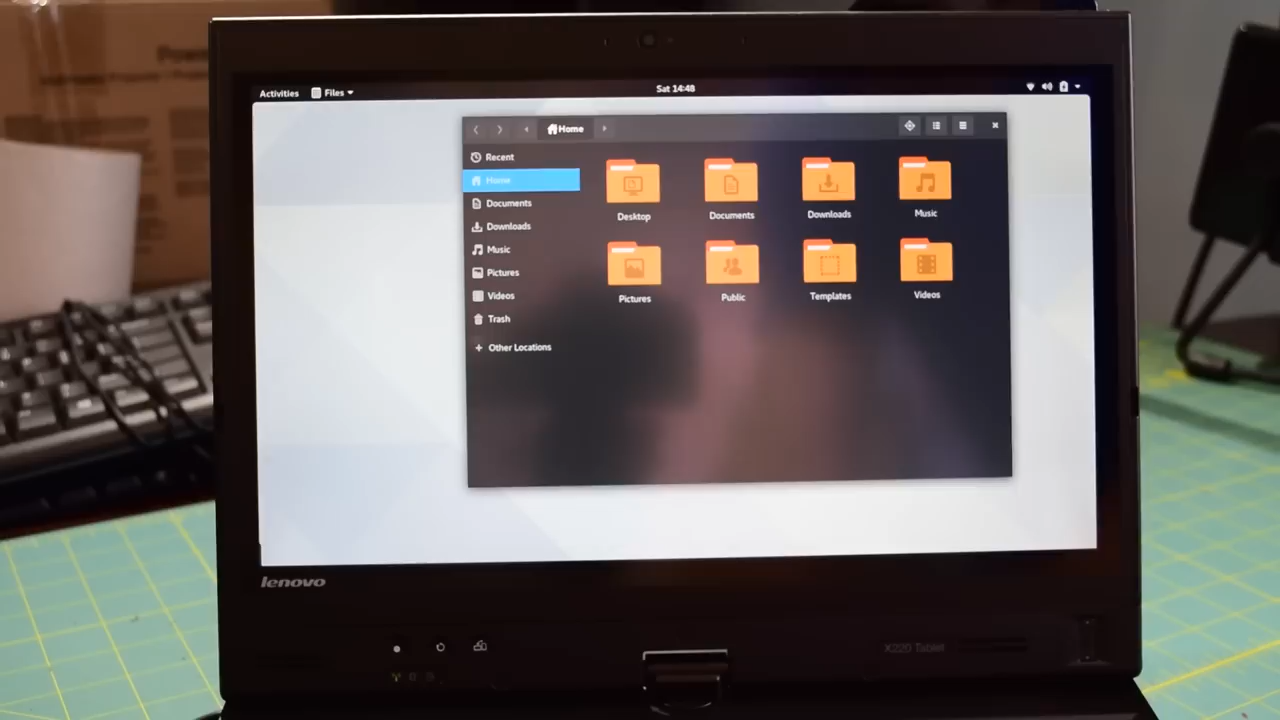 Activities Files Sat 14:48
Home
Recent
Home
Documents
Downloads
Music
Pictures
Videos
Trash
Other Locations
Desktop Documents Downloads Music
Pictures Public Templates Videos
lenovo
X220 Tablet